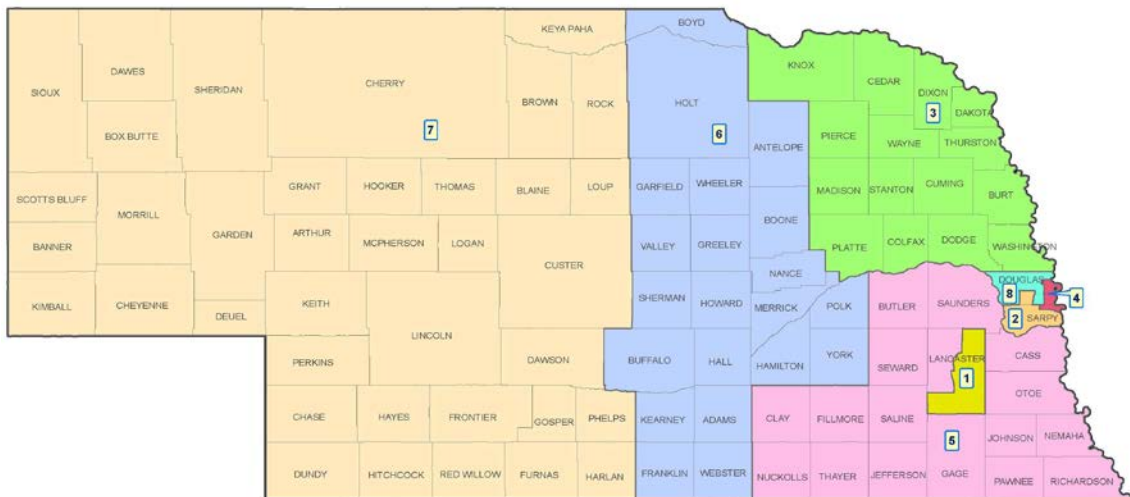 BOYD
KEYA PAHA
KNOX
CEDAR
DAWES
CHERRY
SIOUX
SHERIDAN
DIXON
BROWN
ROCK
HOLT
3
DAKOTA
7
6
BOX BUTTE
PIERCE
WAYNE
THURSTON
ANTELOPE
GRANT
HOOKER
THOMAS
BLAINE
LOUP
GARFIELD
WHEELER
MADISON
STANTON
CUMING
BURT
SCOTTS BLUFF
MORRILL
BOONE
GARDEN
ARTHUR
MCPHERSON
LOGAN
CUSTER
VALLEY
GREELEY
PLATTE
COLFAX
DODGE
WASHINGTON
BANNER
NANCE
DOUGLAS
KIMBALL
CHEYENNE
KEITH
SHERMAN
HOWARD
MERRICK
POLK
BUTLER
SAUNDERS
8
4
DEUEL
2
SARPY
LINCOLN
PERKINS
DAWSON
BUFFALO
HALL
HAMILTON
YORK
SEWARD
LANCASTER
CASS
1
OTOE
CHASE
HAYES
FRONTIER
GOSPER
PHELPS
KEARNEY
ADAMS
CLAY
FILLMORE
SALINE
5
JOHNSON
NEMAHA
DUNDY
HITCHCOCK
RED WILLOW
FURNAS
HARLAN
FRANKLIN
WEBSTER
NUCKOLLS
THAYER
JEFFERSON
GAGE
PAWNEE
RICHARDSON